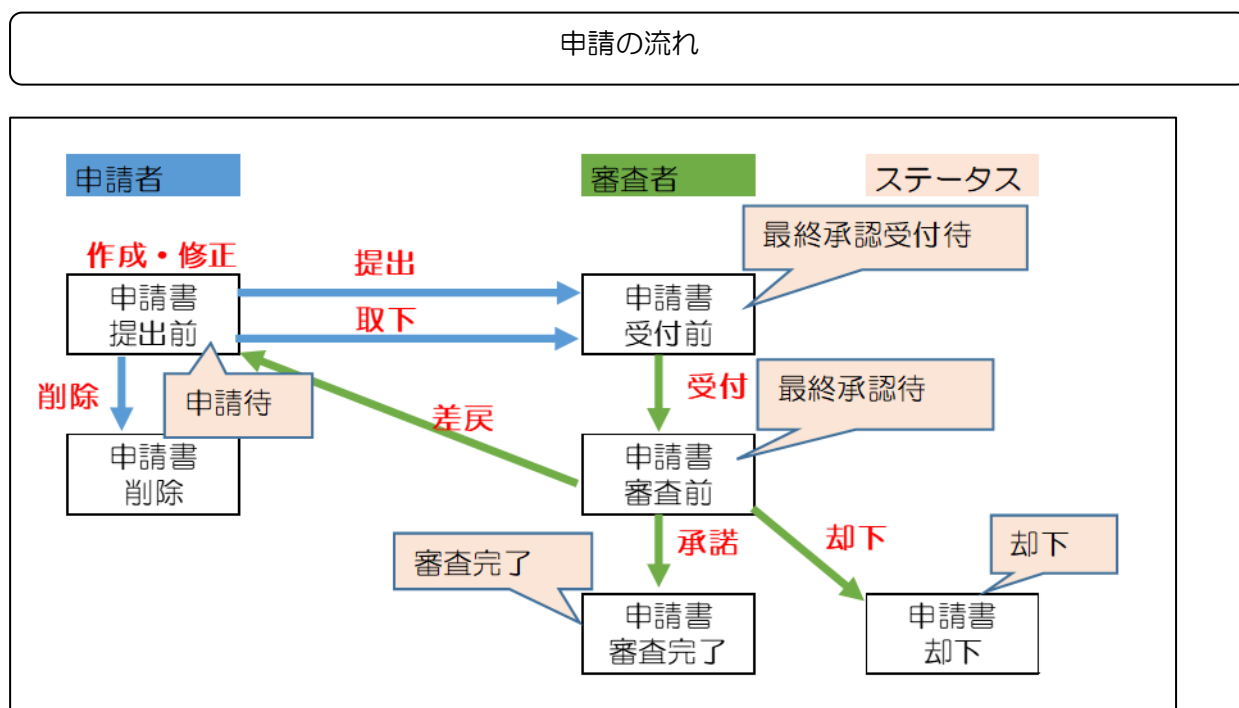 申請の流れ
申請者
審査者
ステータス
最終承認受付待
作成・修正
提出
申請書
提出前
取下
申請書
受付前
削除
申請待
差戻
受付
最終承認待
申請書
削除
申請書
審査前
審査完了
承諾
却下
却下
申請書
審査完了
申請書
却下